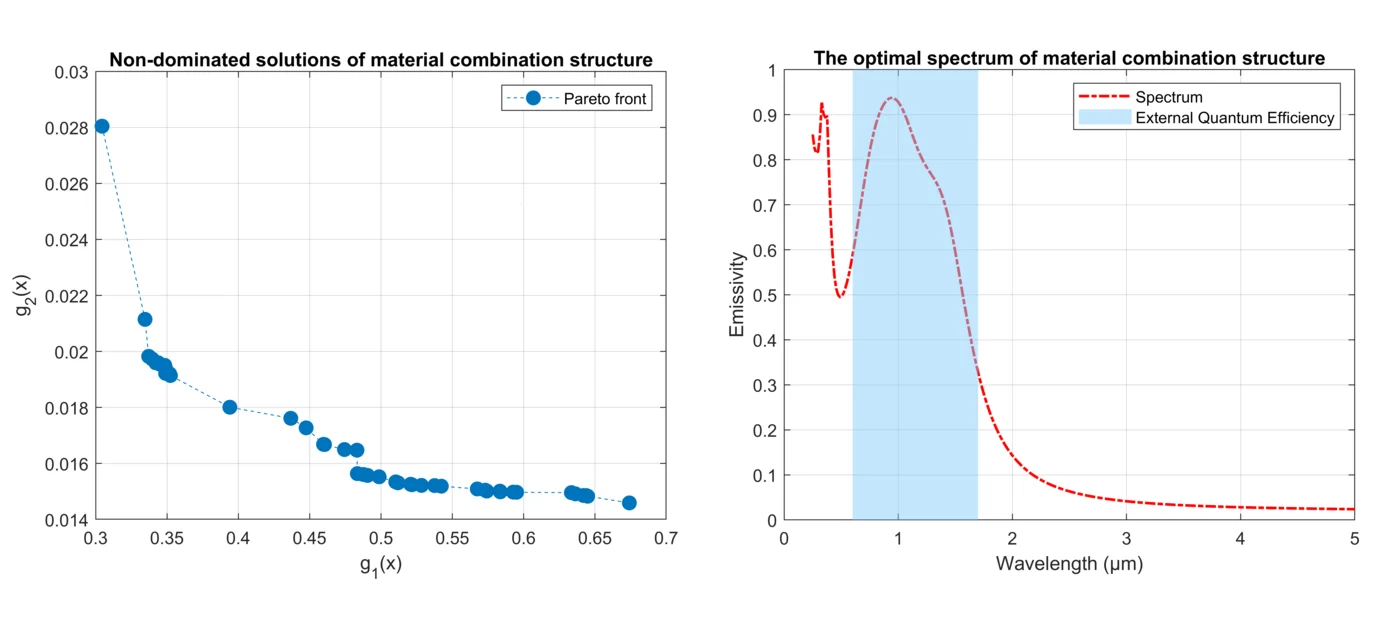 Non-dominated solutions of material combination structure
Pareto front
0.03
0.028
0.026
0.024
0.022
0.02
0.018
0.016
0.014
g2(x)
0.3 0.35 0.4 0.45 0.5 0.55 0.6 0.65 0.7
g1(x)
The optimal spectrum of material combination structure
Spectrum
External Quantum Efficiency
1
0.9
0.8
0.7
0.6
0.5
0.4
0.3
0.2
0.1
0
Emissivity
0 1 2 3 4 5
Wavelength (μm)